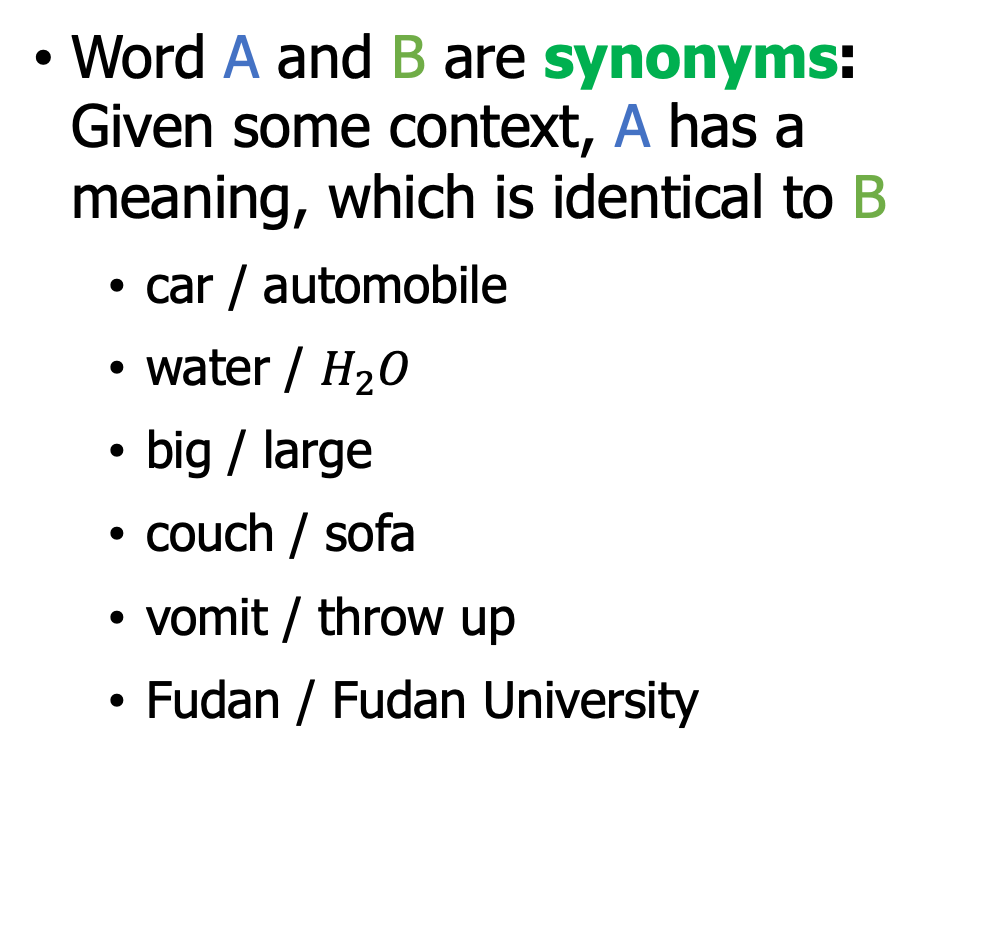 • Word A and B are synonyms:
Given some context, A has a
meaning, which is identical to B
• car / automobile
• water / H₂O
• big / large
• couch / sofa
• vomit / throw up
• Fudan / Fudan University